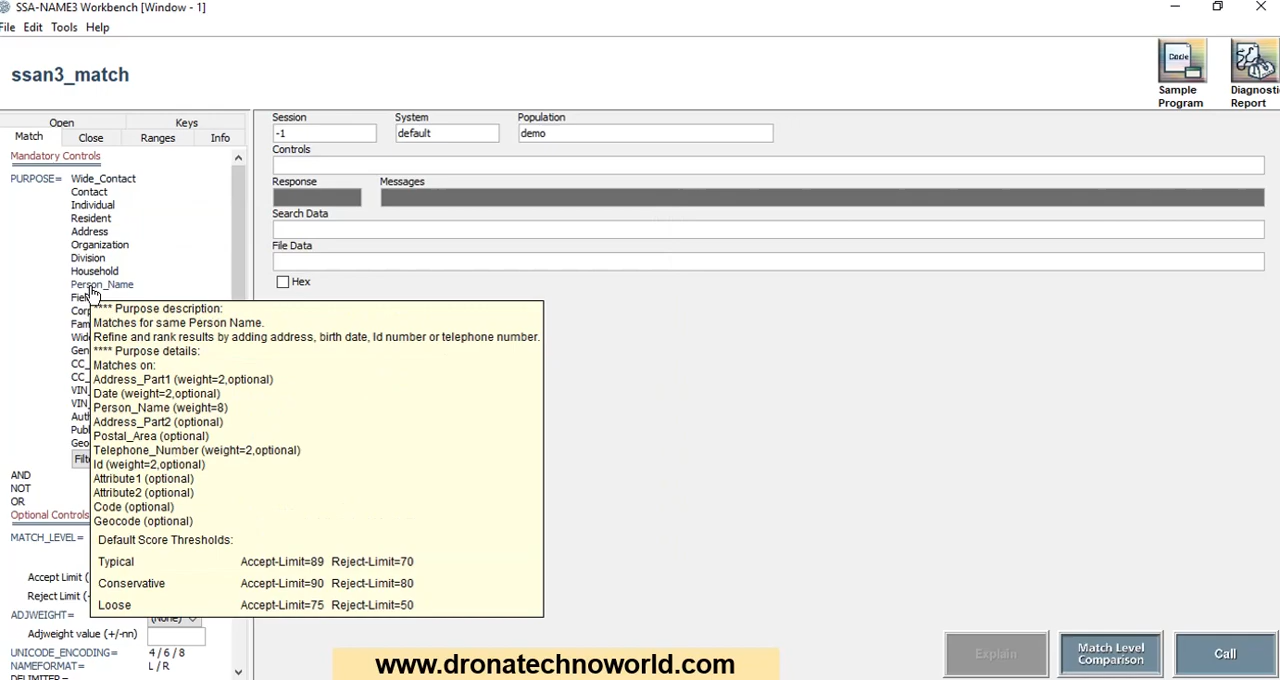 SSA-NAME3 Workbench [Window - 1]
File Edit Tools Help
ssan3_match
Sample Program
Diagnosti Report
Open Keys
Match Close Ranges Info
Mandatory Controls
PURPOSE= Wide_Contact
Contact
Individual
Resident
Address
Organization
Division
Household
Person_Name
Fiel
Corp
Fam
Wid
Gen
CC_
CC_
VIN_
VIN_
Auth
Publ
Geo
Filte
AND
NOT
OR
Optional Controls
MATCH_LEVEL=
Accept Limit (
Reject Limit (-
ADJWEIGHT= (None)
Adjweight value (+/-nn)
UNICODE_ENCODING= 4 / 6 / 8
NAMEFORMAT= L / R
DELIMITER=
**** Purpose description:
Matches for same Person Name.
Refine and rank results by adding address, birth date, Id number or telephone number.
**** Purpose details:
Matches on:
Address_Part1 (weight=2,optional)
Date (weight=2,optional)
Person_Name (weight=8)
Address_Part2 (optional)
Postal_Area (optional)
Telephone_Number (weight=2,optional)
Id (weight=2,optional)
Attribute1 (optional)
Attribute2 (optional)
Code (optional)
Geocode (optional)
Default Score Thresholds:
Typical Accept-Limit=89 Reject-Limit=70
Conservative Accept-Limit=90 Reject-Limit=80
Loose Accept-Limit=75 Reject-Limit=50
Session System Population
-1 default demo
Controls
Response Messages
Search Data
File Data
Hex
Explain
Match Level Comparison
Call
www.dronatechnoworld.com